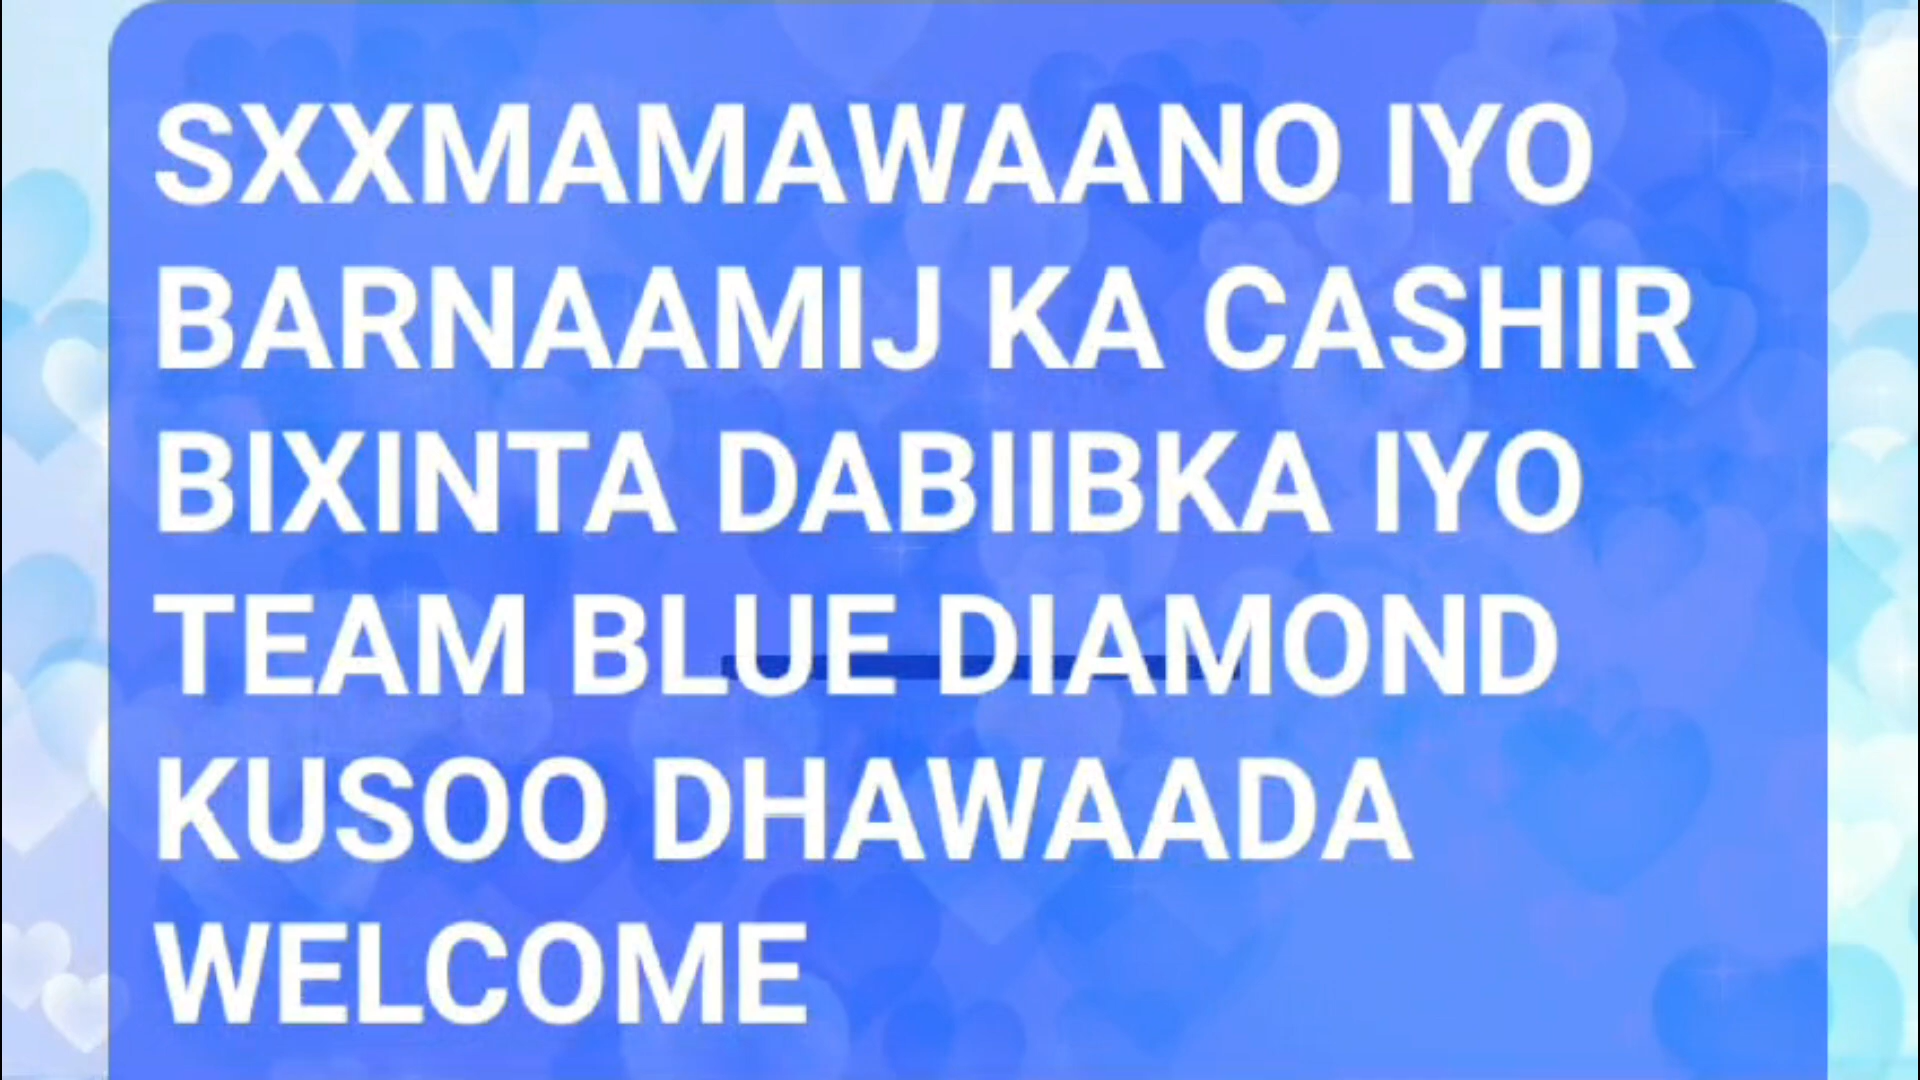 SXXMAMAWAANO IYO
BARNAAMIJ KA CASHIR
BIXINTA DABIIBKA IYO
TEAM BLUE DIAMOND
KUSOO DHAWAADA
WELCOME